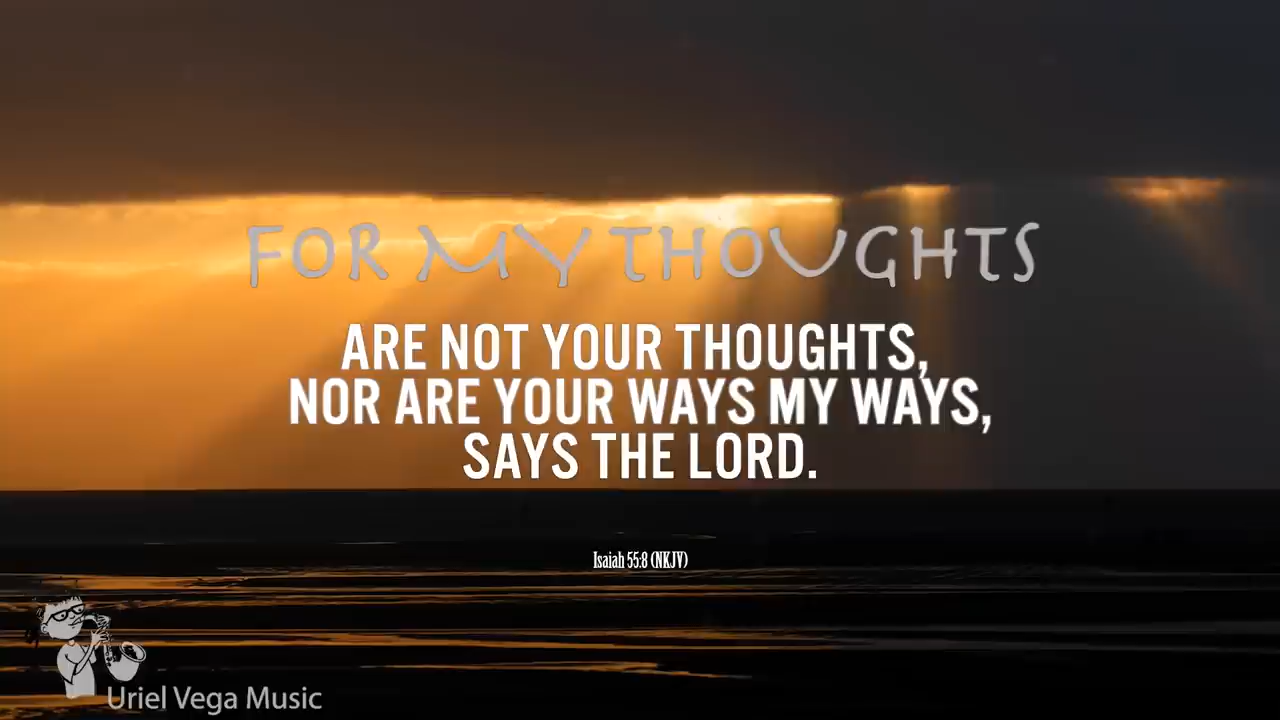 FOR MY THOUGHTS
ARE NOT YOUR THOUGHTS,
NOR ARE YOUR WAYS MY WAYS,
SAYS THE LORD.
Isaiah 55:8 (NKJV)
Uriel Vega Music